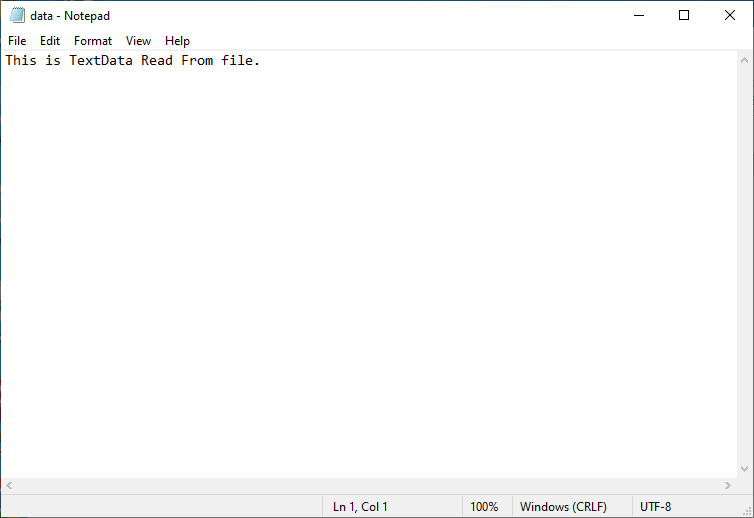 data - Notepad
File Edit Format View Help
This is TextData Read From file.
Ln 1, Col 1 100% Windows (CRLF) UTF-8